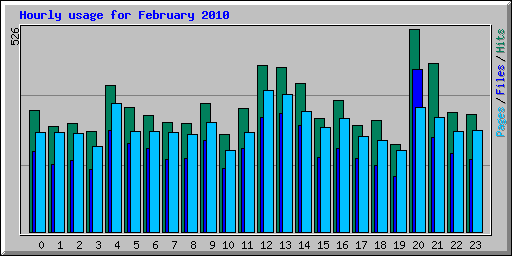 Hourly usage for February 2010
526
Pages / Files / Hits
0 1 2 3 4 5 6 7 8 9 10 11 12 13 14 15 16 17 18 19 20 21 22 23